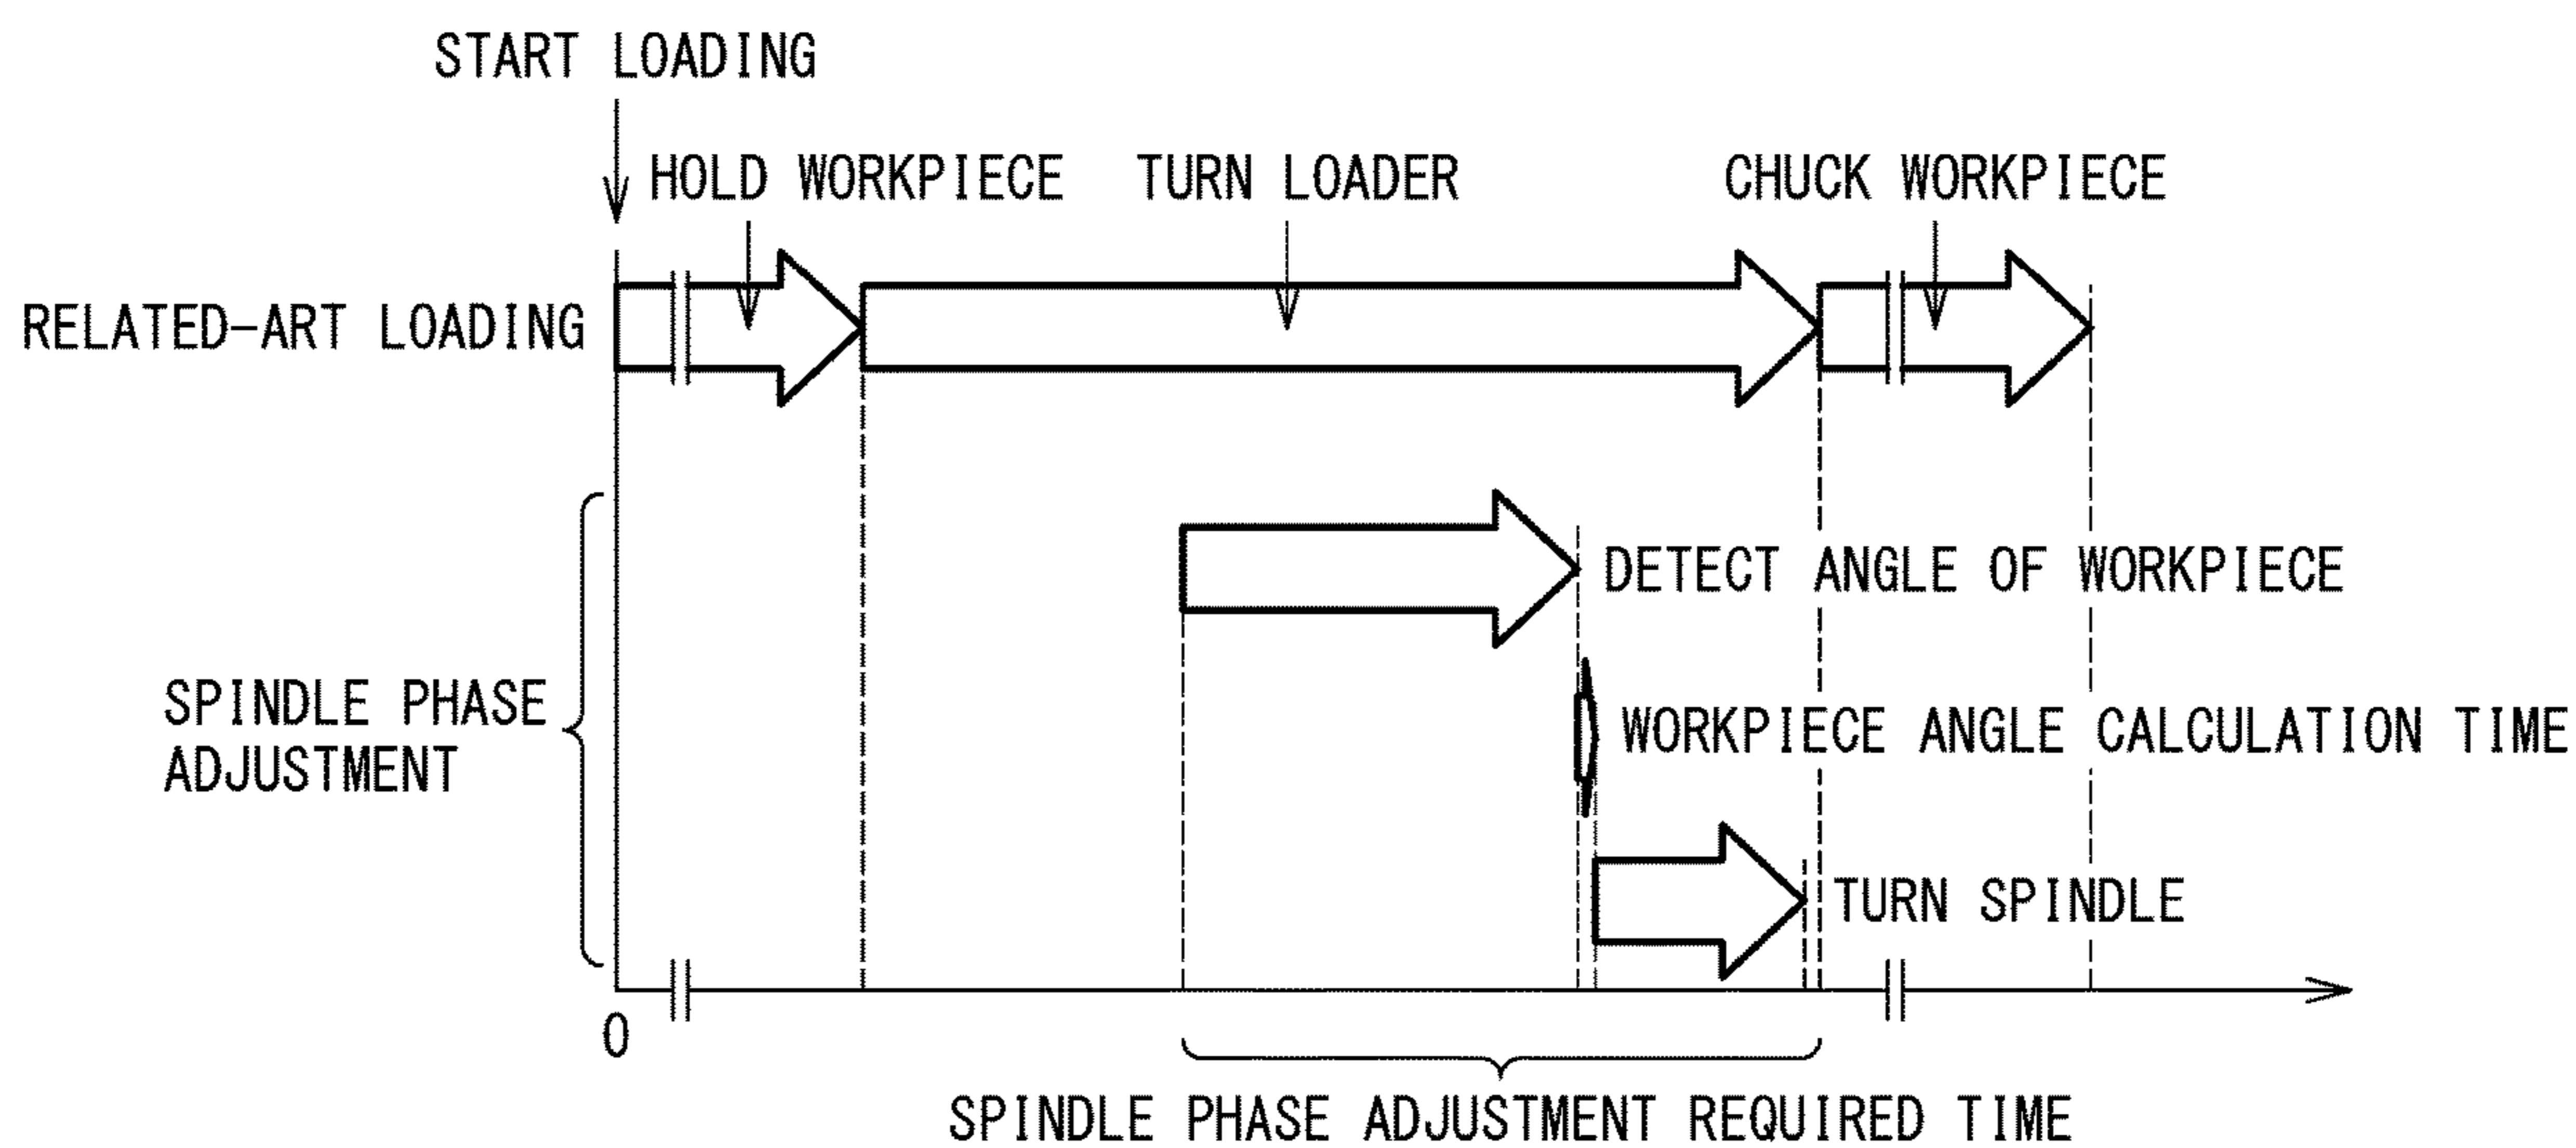 START LOADING
HOLD WORKPIECE TURN LOADER CHUCK WORKPIECE
RELATED-ART LOADING
DETECT ANGLE OF WORKPIECE
SPINDLE PHASE
ADJUSTMENT
WORKPIECE ANGLE CALCULATION TIME
TURN SPINDLE
0
SPINDLE PHASE ADJUSTMENT REQUIRED TIME